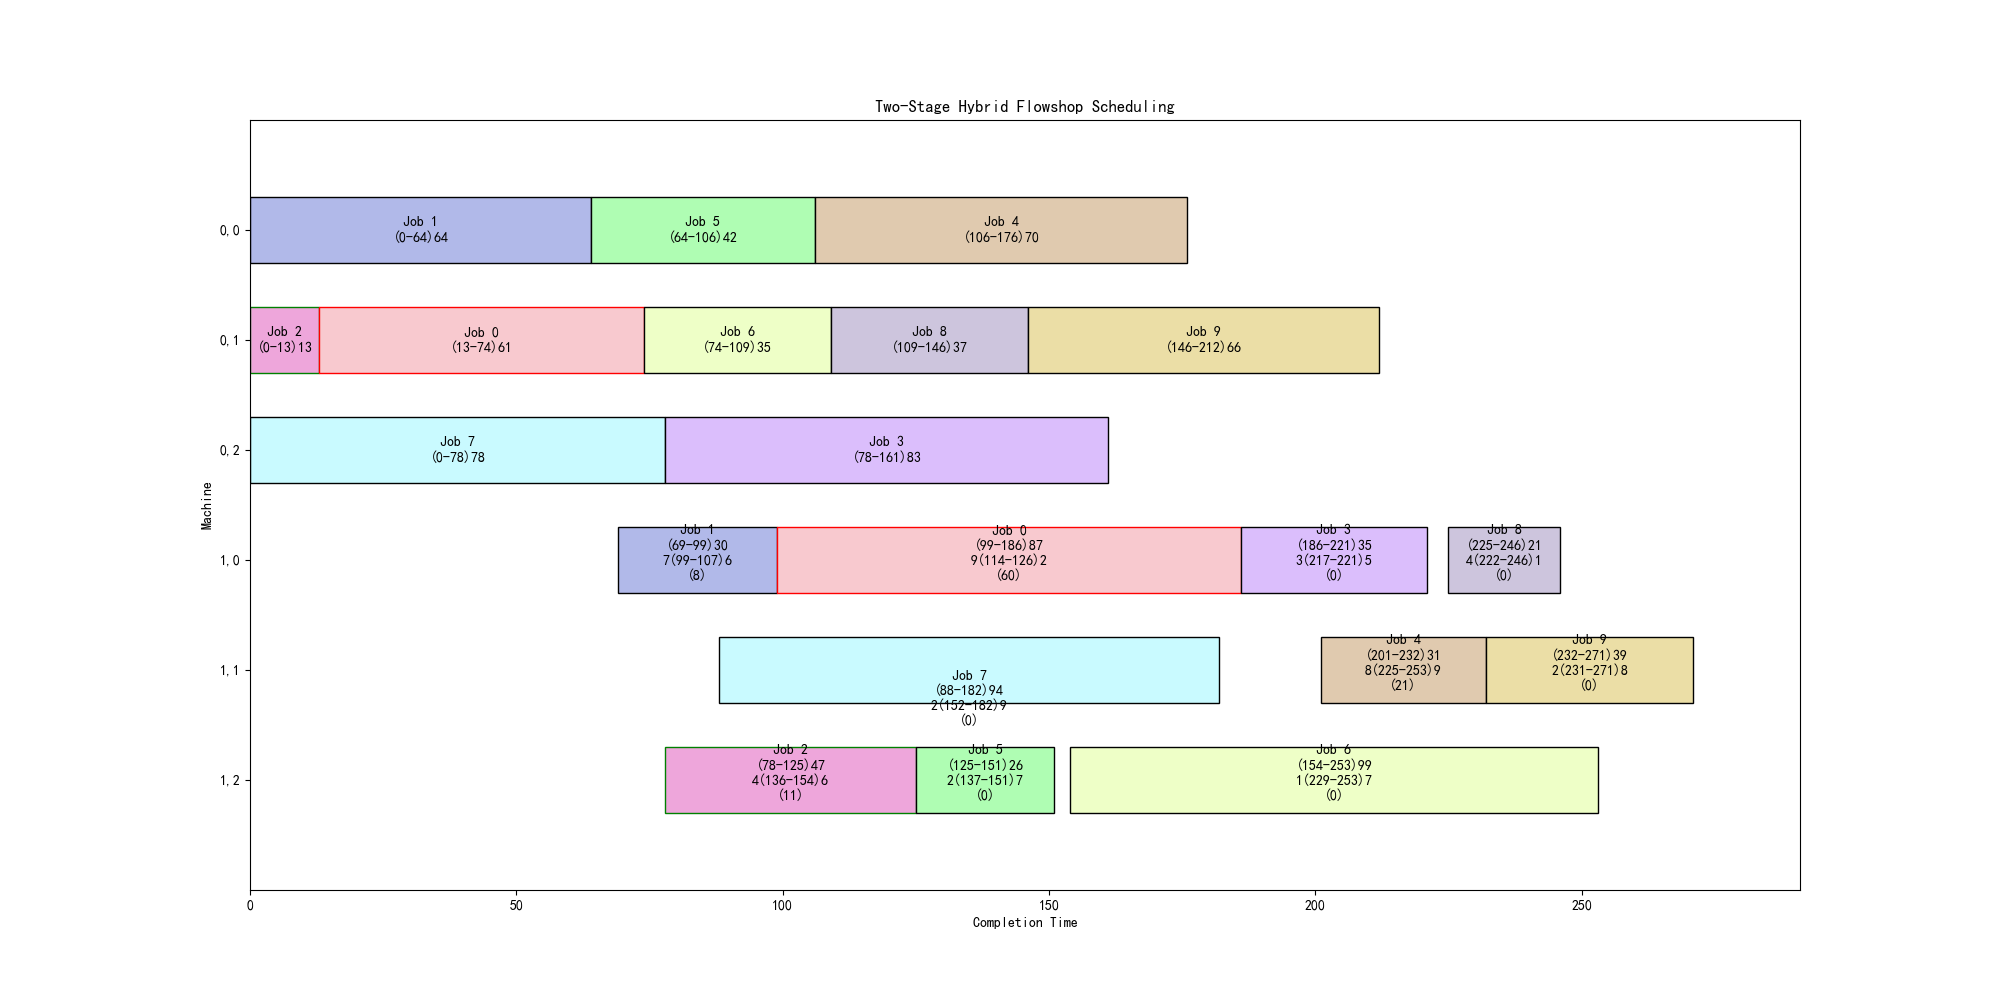 Two-Stage Hybrid Flowshop Scheduling
0,0
Job 1
(0-64)64
Job 5
(64-106)42
Job 4
(106-176)70
0,1
Job 2
(0-13)13
Job 0
(13-74)61
Job 6
(74-109)35
Job 8
(109-146)37
Job 9
(146-212)66
0,2
Job 7
(0-78)78
Job 3
(78-161)83
Machine
1,0
Job 1
(69-99)30
7(99-107)6
(8)
Job 0
(99-186)87
9(114-126)2
(60)
Job 3
(186-221)35
3(217-221)5
(0)
Job 8
(225-246)21
4(222-246)1
(0)
1,1
Job 7
(88-182)94
2(152-182)9
(0)
Job 4
(201-232)31
8(225-253)9
(21)
Job 9
(232-271)39
2(231-271)8
(0)
1,2
Job 2
(78-125)47
4(136-154)6
(11)
Job 5
(125-151)26
2(137-151)7
(0)
Job 6
(154-253)99
1(229-253)7
(0)
0
50
100
150
200
250
Completion Time